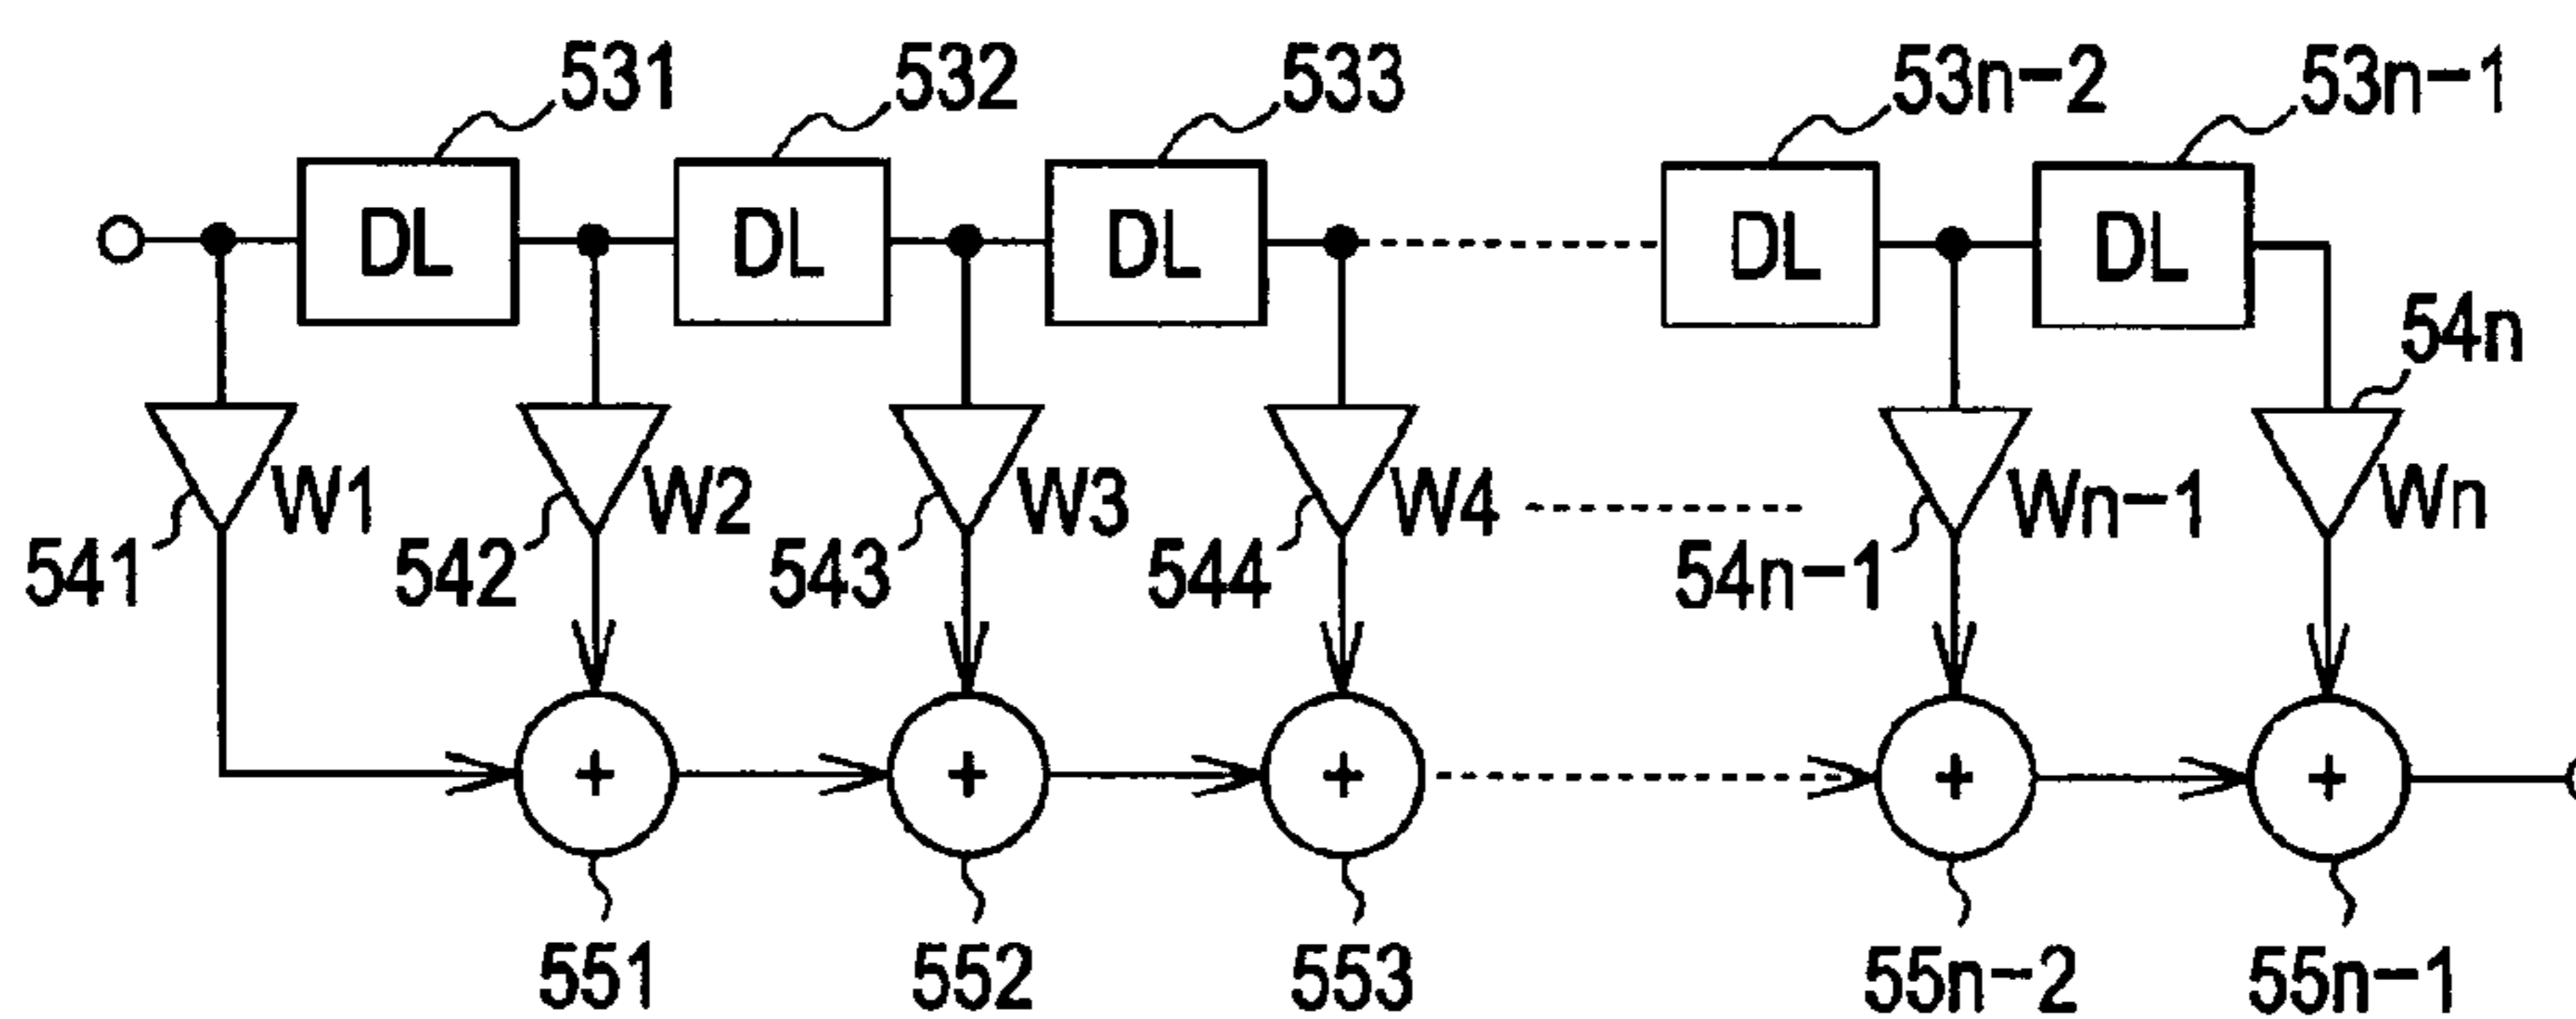 531 532 533 53n-2 53n-1
DL DL DL DL DL
54n
W1 W2 W3 W4 Wn-1 Wn
541 542 543 544 54n-1
+ + + + +
551 552 553 55n-2 55n-1